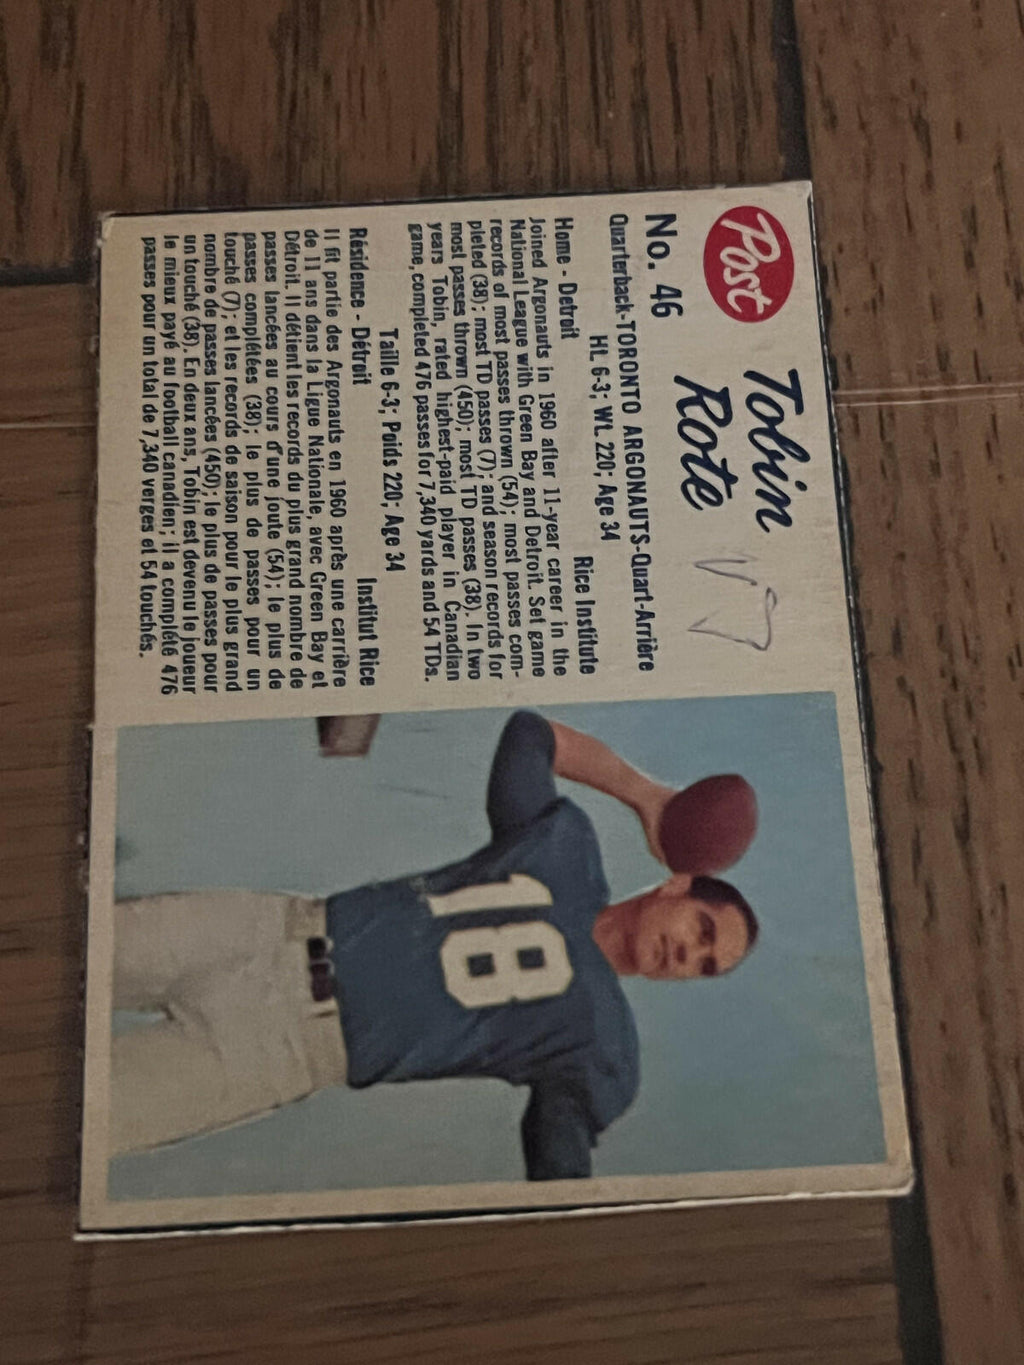 Post
Tobin
Rote
No. 46
Quarterback-TORONTO ARGONAUTS-Quart-Arrière
Ht. 6-3; Wt. 220; Age 34
Home - Detroit Rice Institute
Joined Argonauts in 1960 after 11-year career in the
National League with Green Bay and Detroit. Set game
records of most passes thrown (54); most passes com-
pleted (38); most TD passes (7); and season records for
most passes thrown (450); most TD passes (38). In two
years Tobin, rated highest-paid player in Canadian
game, completed 476 passes for 7,340 yards and 54 TDs.
Taille 6-3; Poids 220; Age 34
Résidence - Détroit Institut Rice
Il fit partie des Argonauts en 1960 après une carrière
de 11 ans dans la Ligue Nationale, avec Green Bay et
Détroit. Il détient les records du plus grand nombre de
passes lancées au cours d'une joute (54); le plus de
passes complétées (38); le plus de passes pour un
touché (7); et les records de saison pour le plus grand
nombre de passes lancées (450); le plus de passes pour
un touché (38). En deux ans, Tobin est devenu le joueur
le mieux payé au football canadien; il a complété 476
passes pour un total de 7,340 verges et 54 touchés.
18